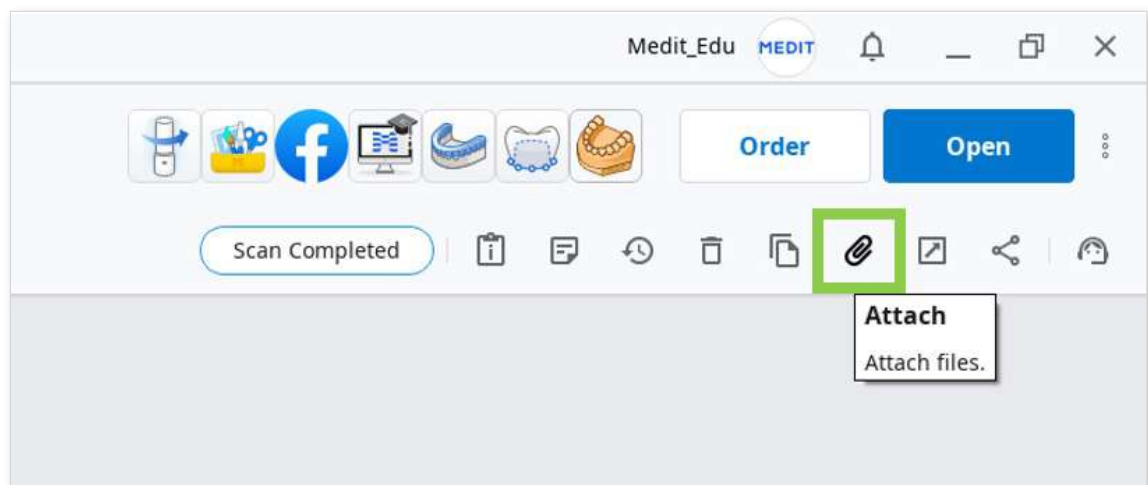 Medit_Edu MEDIT
Order Open
Scan Completed
Attach
Attach files.